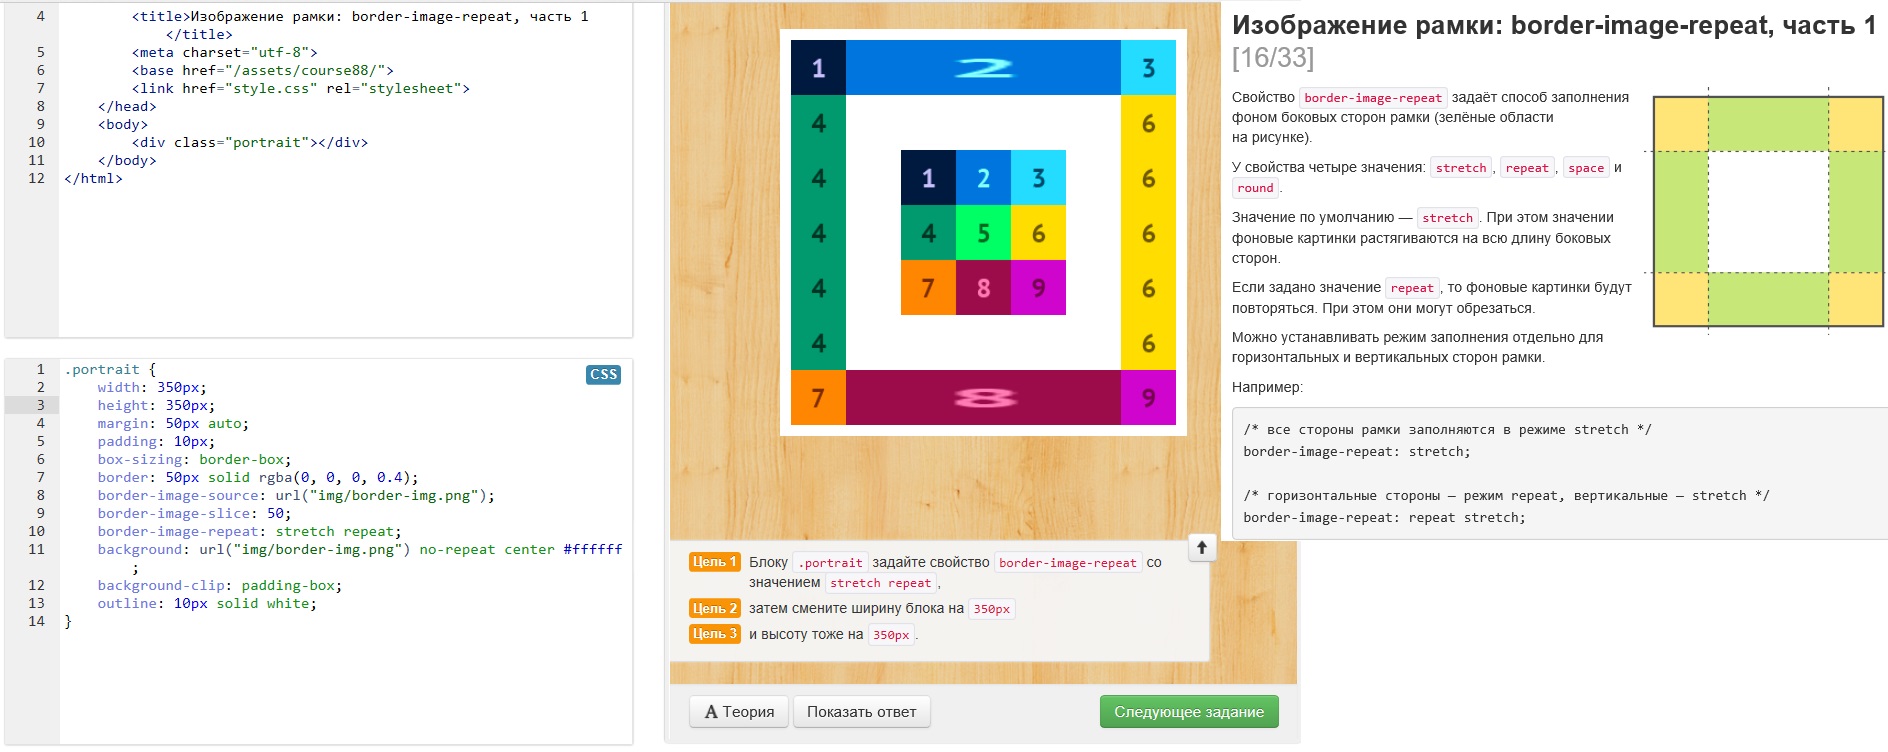 4 <title>Изображение рамки: border-image-repeat, часть 1
</title>
5 <meta charset="utf-8">
6 <base href="/assets/course88/">
7 <link href="style.css" rel="stylesheet">
8 </head>
9 <body>
10 <div class="portrait"></div>
11 </body>
12 </html>
CSS
1 .portrait {
2 width: 350px;
3 height: 350px;
4 margin: 50px auto;
5 padding: 10px;
6 box-sizing: border-box;
7 border: 50px solid rgba(0, 0, 0, 0.4);
8 border-image-source: url("img/border-img.png");
9 border-image-slice: 50;
10 border-image-repeat: stretch repeat;
11 background: url("img/border-img.png") no-repeat center #ffffff
;
12 background-clip: padding-box;
13 outline: 10px solid white;
14 }
1 2 3
4 6
4 1 2 3 6
4 4 5 6 6
4 7 8 9 6
4 6
7 8 9
Цель 1 Блоку .portrait задайте свойство border-image-repeat со
значением stretch repeat,
Цель 2 затем смените ширину блока на 350px
Цель 3 и высоту тоже на 350px.
A Теория
Показать ответ
Следующее задание
Изображение рамки: border-image-repeat, часть 1
[16/33]
Свойство border-image-repeat задаёт способ заполнения
фоном боковых сторон рамки (зелёные области
на рисунке).
У свойства четыре значения: stretch, repeat, space и
round.
Значение по умолчанию — stretch. При этом значении
фоновые картинки растягиваются на всю длину боковых
сторон.
Если задано значение repeat, то фоновые картинки будут
повторяться. При этом они могут обрезаться.
Можно устанавливать режим заполнения отдельно для
горизонтальных и вертикальных сторон рамки.
Например:
/* все стороны рамки заполняются в режиме stretch */
border-image-repeat: stretch;
/* горизонтальные стороны — режим repeat, вертикальные — stretch */
border-image-repeat: repeat stretch;